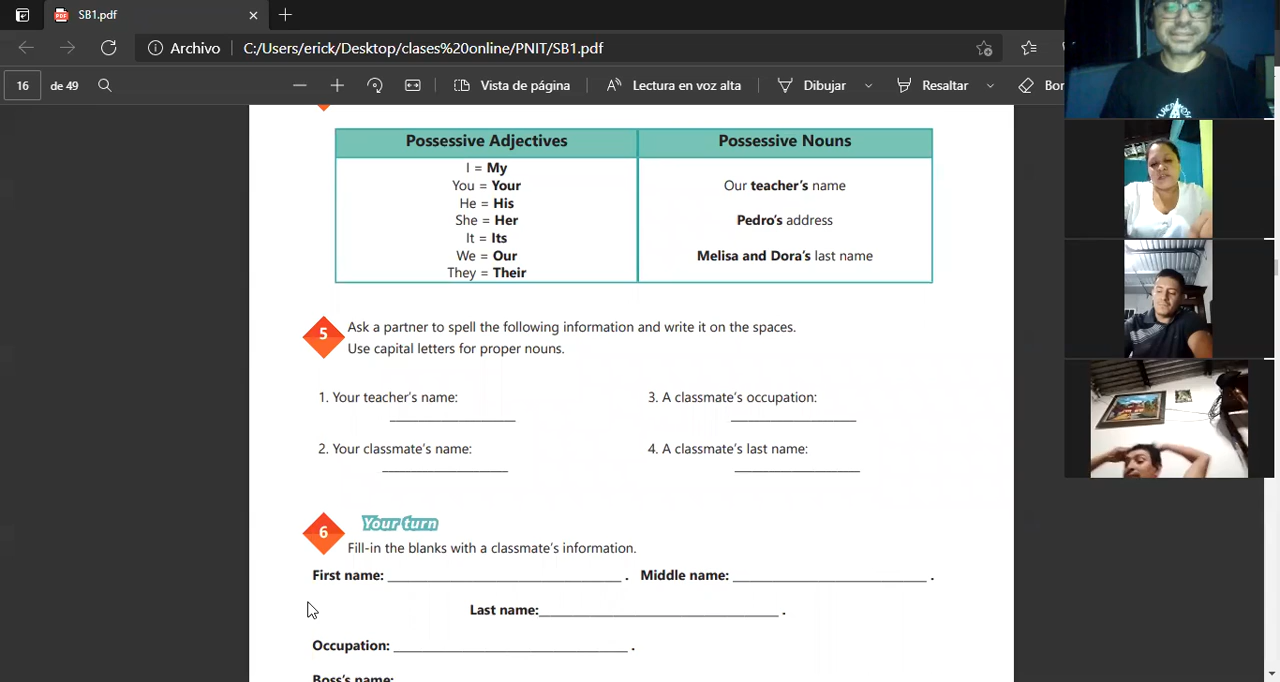 SB1.pdf
Archivo C:/Users/erick/Desktop/clases%20online/PNIT/SB1.pdf
16 de 49 Vista de página Lectura en voz alta Dibujar Resaltar Bor
Possessive Adjectives Possessive Nouns
I = My
You = Your Our teacher's name
He = His
She = Her Pedro's address
It = Its
We = Our Melisa and Dora's last name
They = Their
5 Ask a partner to spell the following information and write it on the spaces.
Use capital letters for proper nouns.
1. Your teacher's name: 3. A classmate's occupation:
2. Your classmate's name: 4. A classmate's last name:
6 Your turn
Fill-in the blanks with a classmate's information.
First name: . Middle name: .
Last name: .
Occupation: .
Boss's name: